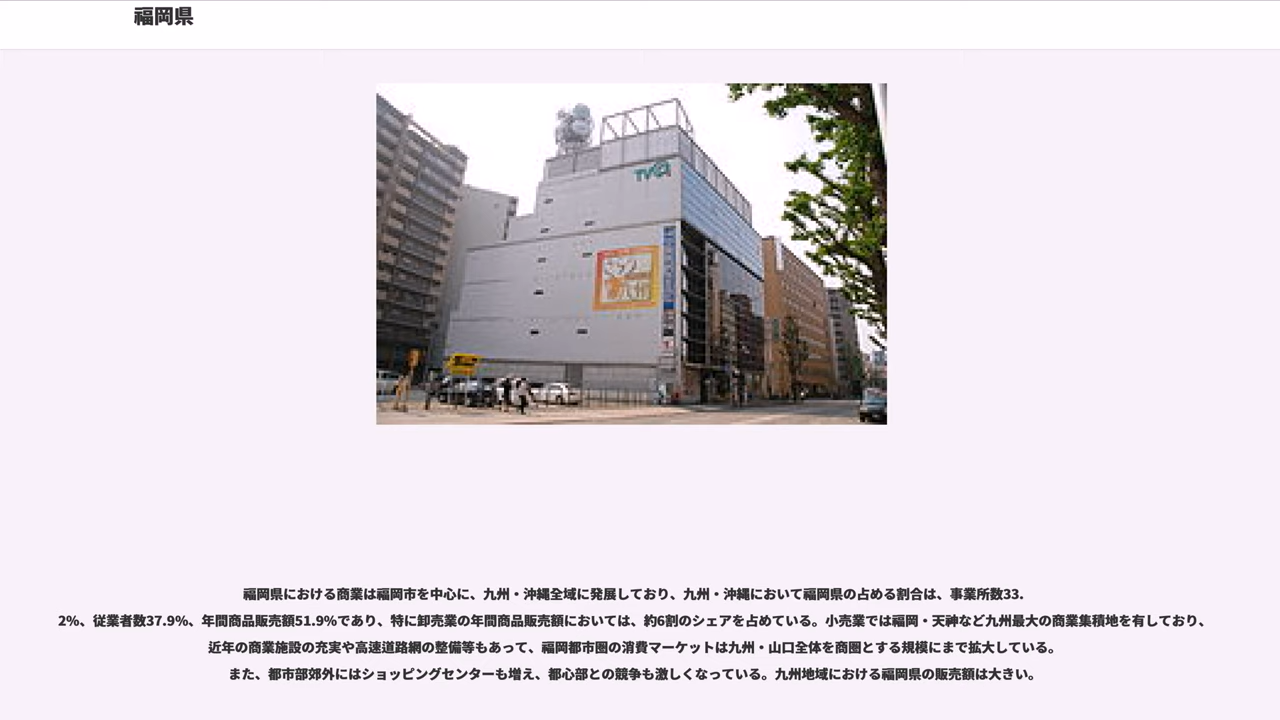 福岡県
TVQ
福岡県における商業は福岡市を中心に、九州・沖縄全域に発展しており、九州・沖縄において福岡県の占める割合は、事業所数33.
2%、従業者数37.9%、年間商品販売額51.9%であり、特に卸売業の年間商品販売額においては、約6割のシェアを占めている。小売業では福岡・天神など九州最大の商業集積地を有しており、
近年の商業施設の充実や高速道路網の整備等もあって、福岡都市圏の消費マーケットは九州・山口全体を商圏とする規模にまで拡大している。
また、都市部郊外にはショッピングセンターも増え、都心部との競争も激しくなっている。九州地域における福岡県の販売額は大きい。